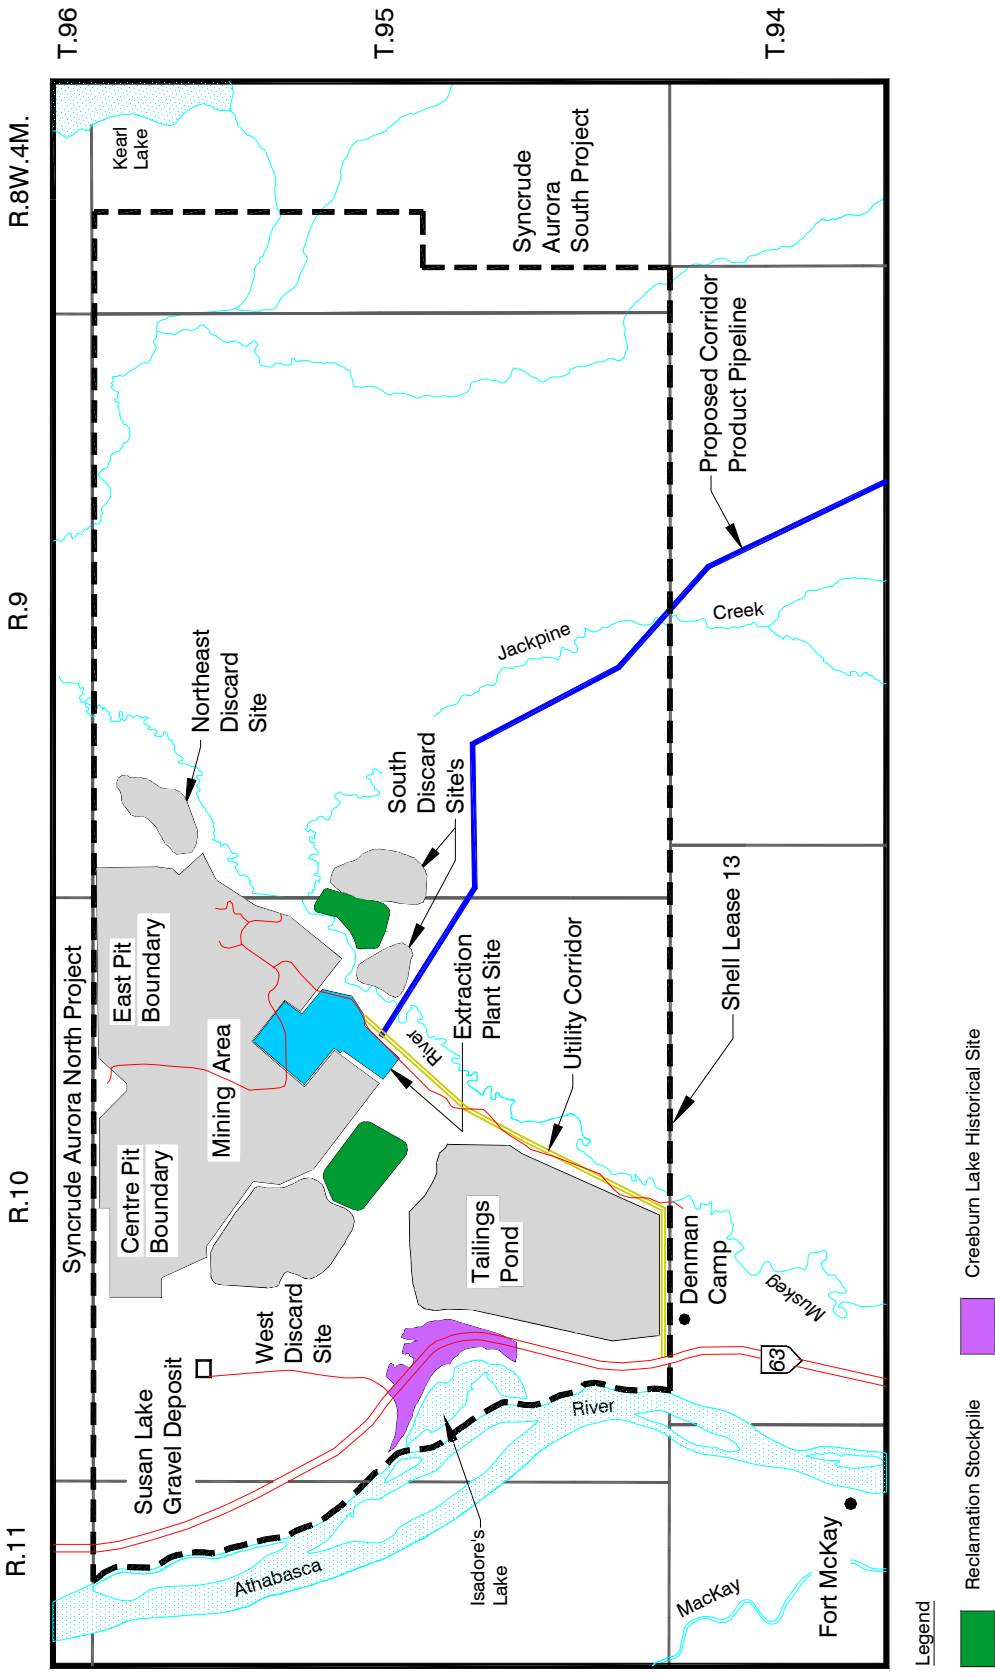 R.11
R.10
R.9
R.8W.4M.
T.96
T.95
T.94
Syncrude Aurora North Project
Kearl
Lake
Susan Lake
Gravel Deposit
Centre Pit
Boundary
East Pit
Boundary
Mining Area
Northeast
Discard
Site
West
Discard
Site
South
Discard
Site's
Syncrude
Aurora
South Project
Athabasca
River
Isadore's
Lake
Tailings
Pond
River
Extraction
Plant Site
Utility Corridor
Jackpine
Creek
Proposed Corridor
Product Pipeline
Shell Lease 13
Denman
Camp
Muskeg
63
MacKay
Fort McKay
Legend
Reclamation Stockpile
Creeburn Lake Historical Site